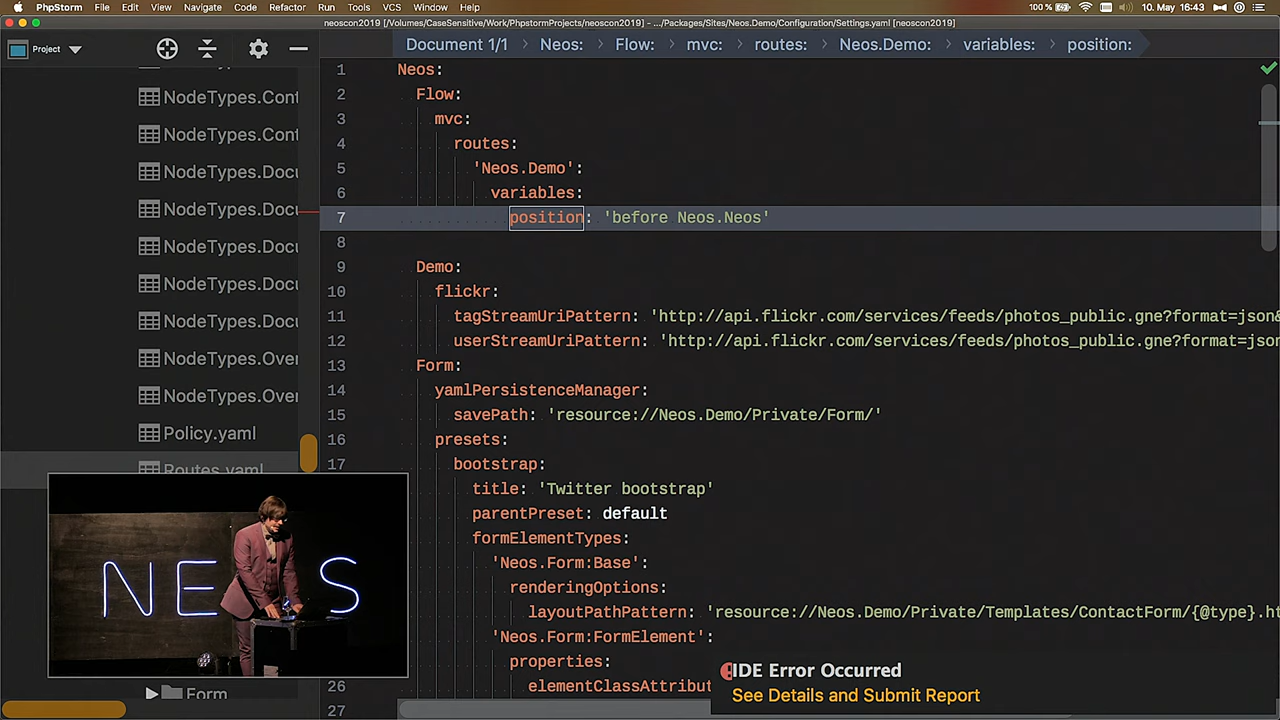 PhpStorm File Edit View Navigate Code Refactor Run Tools VCS Window Help 100 % 10. May 16:43
neoscon2019 [/Volumes/CaseSensitive/Work/PhpstormProjects/neoscon2019] - .../Packages/Sites/Neos.Demo/Configuration/Settings.yaml [neoscon2019]
Project
Document 1/1 Neos: Flow: mvc: routes: Neos.Demo: variables: position:
NodeTypes.Cont
NodeTypes.Cont
NodeTypes.Docu
NodeTypes.Docu
NodeTypes.Docu
NodeTypes.Docu
NodeTypes.Docu
NodeTypes.Over
NodeTypes.Over
Policy.yaml
Routes.yaml
Form
1 Neos:
2 Flow:
3 mvc:
4 routes:
5 'Neos.Demo':
6 variables:
7 position: 'before Neos.Neos'
8
9 Demo:
10 flickr:
11 tagStreamUriPattern: 'http://api.flickr.com/services/feeds/photos_public.gne?format=json&
12 userStreamUriPattern: 'http://api.flickr.com/services/feeds/photos_public.gne?format=json
13 Form:
14 yamlPersistenceManager:
15 savePath: 'resource://Neos.Demo/Private/Form/'
16 presets:
17 bootstrap:
title: 'Twitter bootstrap'
parentPreset: default
formElementTypes:
'Neos.Form:Base':
renderingOptions:
layoutPathPattern: 'resource://Neos.Demo/Private/Templates/ContactForm/{@type}.ht
'Neos.Form:FormElement':
properties:
26 elementClassAttribut
27
N E S
IDE Error Occurred
See Details and Submit Report